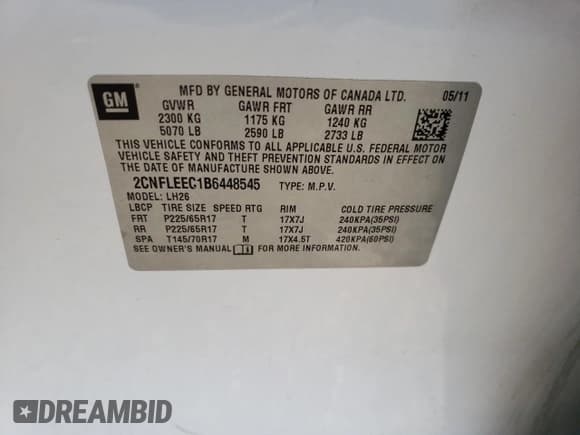 GM
MFD BY GENERAL MOTORS OF CANADA LTD. 05/11
GVWR GAWR FRT GAWR RR
2300 KG 1175 KG 1240 KG
5070 LB 2590 LB 2733 LB
THIS VEHICLE CONFORMS TO ALL APPLICABLE U.S. FEDERAL MOTOR
VEHICLE SAFETY AND THEFT PREVENTION STANDARDS IN EFFECT ON
THE DATE OF MANUFACTURE SHOWN ABOVE.
2CNFLEEC1B6448545 TYPE: M.P.V.
MODEL: LH26
LBCP TIRE SIZE SPEED RTG RIM COLD TIRE PRESSURE
FRT P225/65R17 T 17X7J 240KPA(35PSI)
RR P225/65R17 T 17X7J 240KPA(35PSI)
SPA T145/70R17 M 17X4.5T 420KPA(60PSI)
SEE OWNER'S MANUAL FOR MORE INFORMATION.
DREAMBID